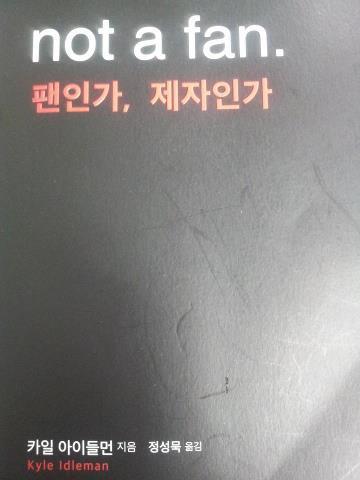 not a fan.
팬인가, 제자인가
카일 아이들먼 지음 정성묵 옮김
Kyle Idleman